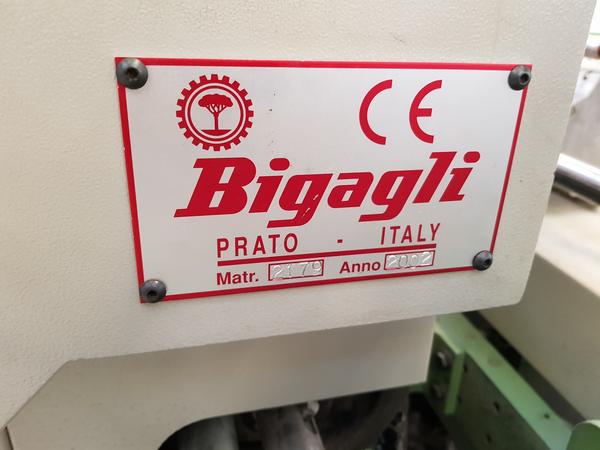 CE
Bigagli
PRATO - ITALY
Matr. 2179 Anno 2002